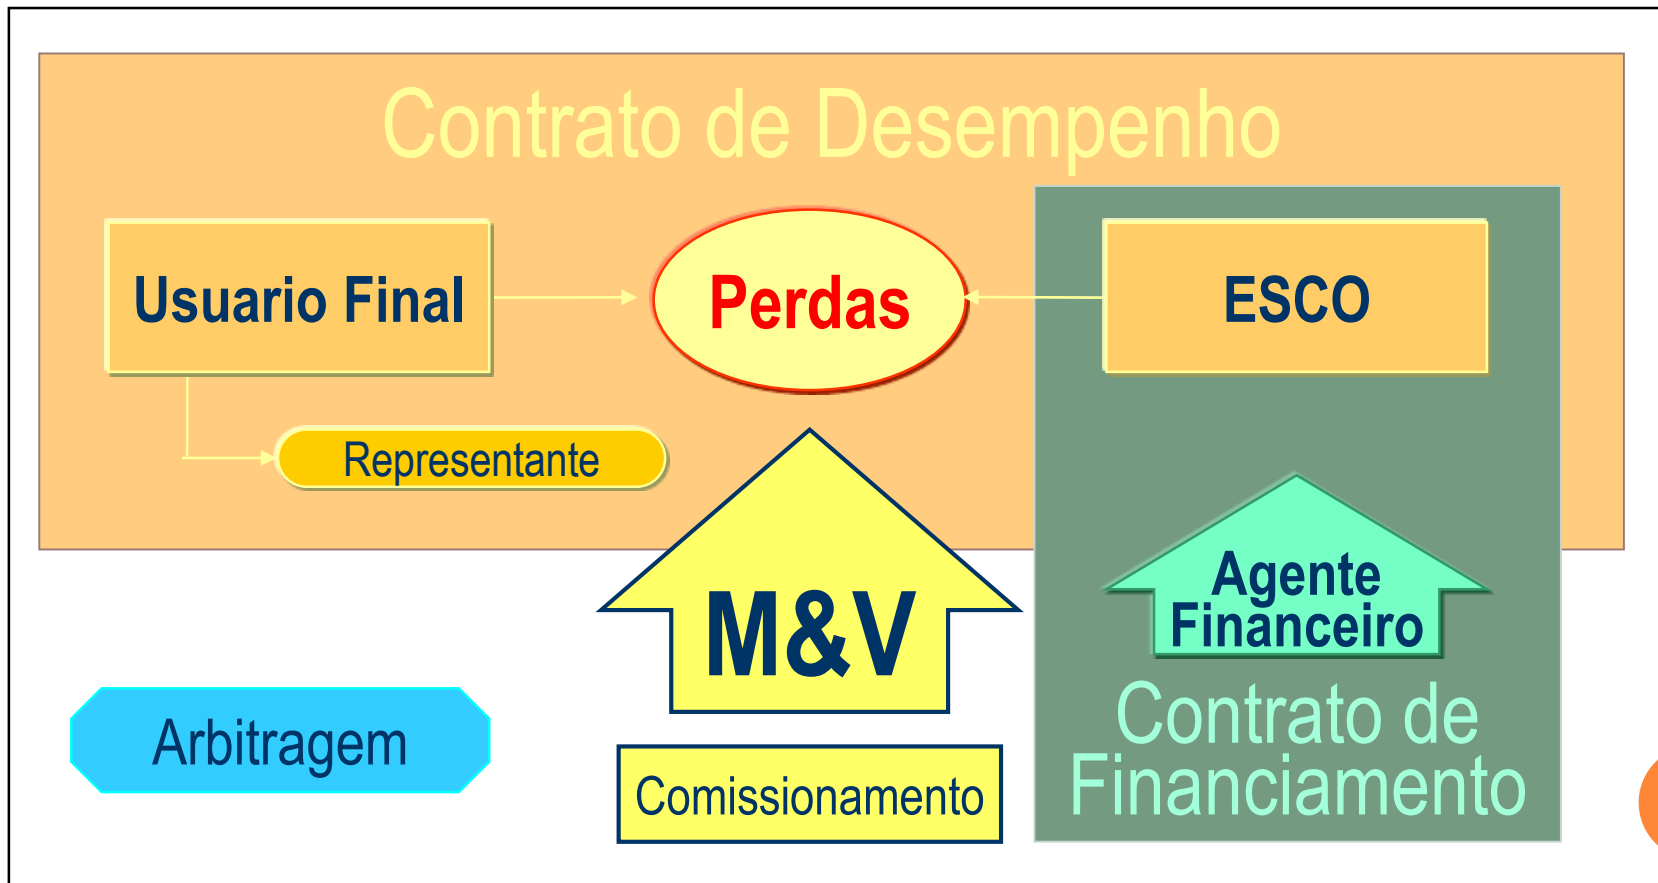 Contrato de Desempenho
Usuario Final
Perdas
ESCO
Representante
M&V
Agente
Financeiro
Arbitragem
Comissionamento
Contrato de
Financiamento